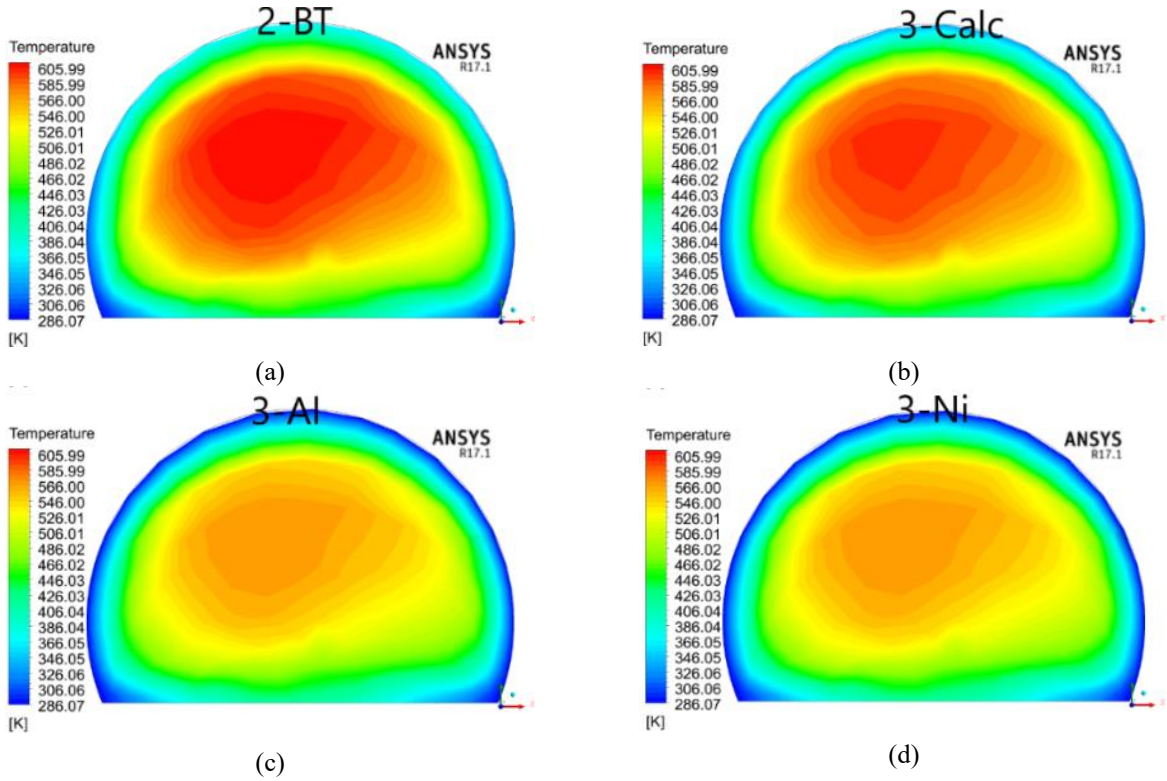 2-BT
Temperature
ANSYS
R17.1
605.99
585.99
566.00
546.00
526.01
506.01
486.02
466.02
446.03
426.03
406.04
386.04
366.05
346.05
326.06
306.06
286.07
[K]
(a)
3-Calc
Temperature
ANSYS
R17.1
605.99
585.99
566.00
546.00
526.01
506.01
486.02
466.02
446.03
426.03
406.04
386.04
366.05
346.05
326.06
306.06
286.07
[K]
(b)
3-Al
Temperature
ANSYS
R17.1
605.99
585.99
566.00
546.00
526.01
506.01
486.02
466.02
446.03
426.03
406.04
386.04
366.05
346.05
326.06
306.06
286.07
[K]
(c)
3-Ni
Temperature
ANSYS
R17.1
605.99
585.99
566.00
546.00
526.01
506.01
486.02
466.02
446.03
426.03
406.04
386.04
366.05
346.05
326.06
306.06
286.07
[K]
(d)